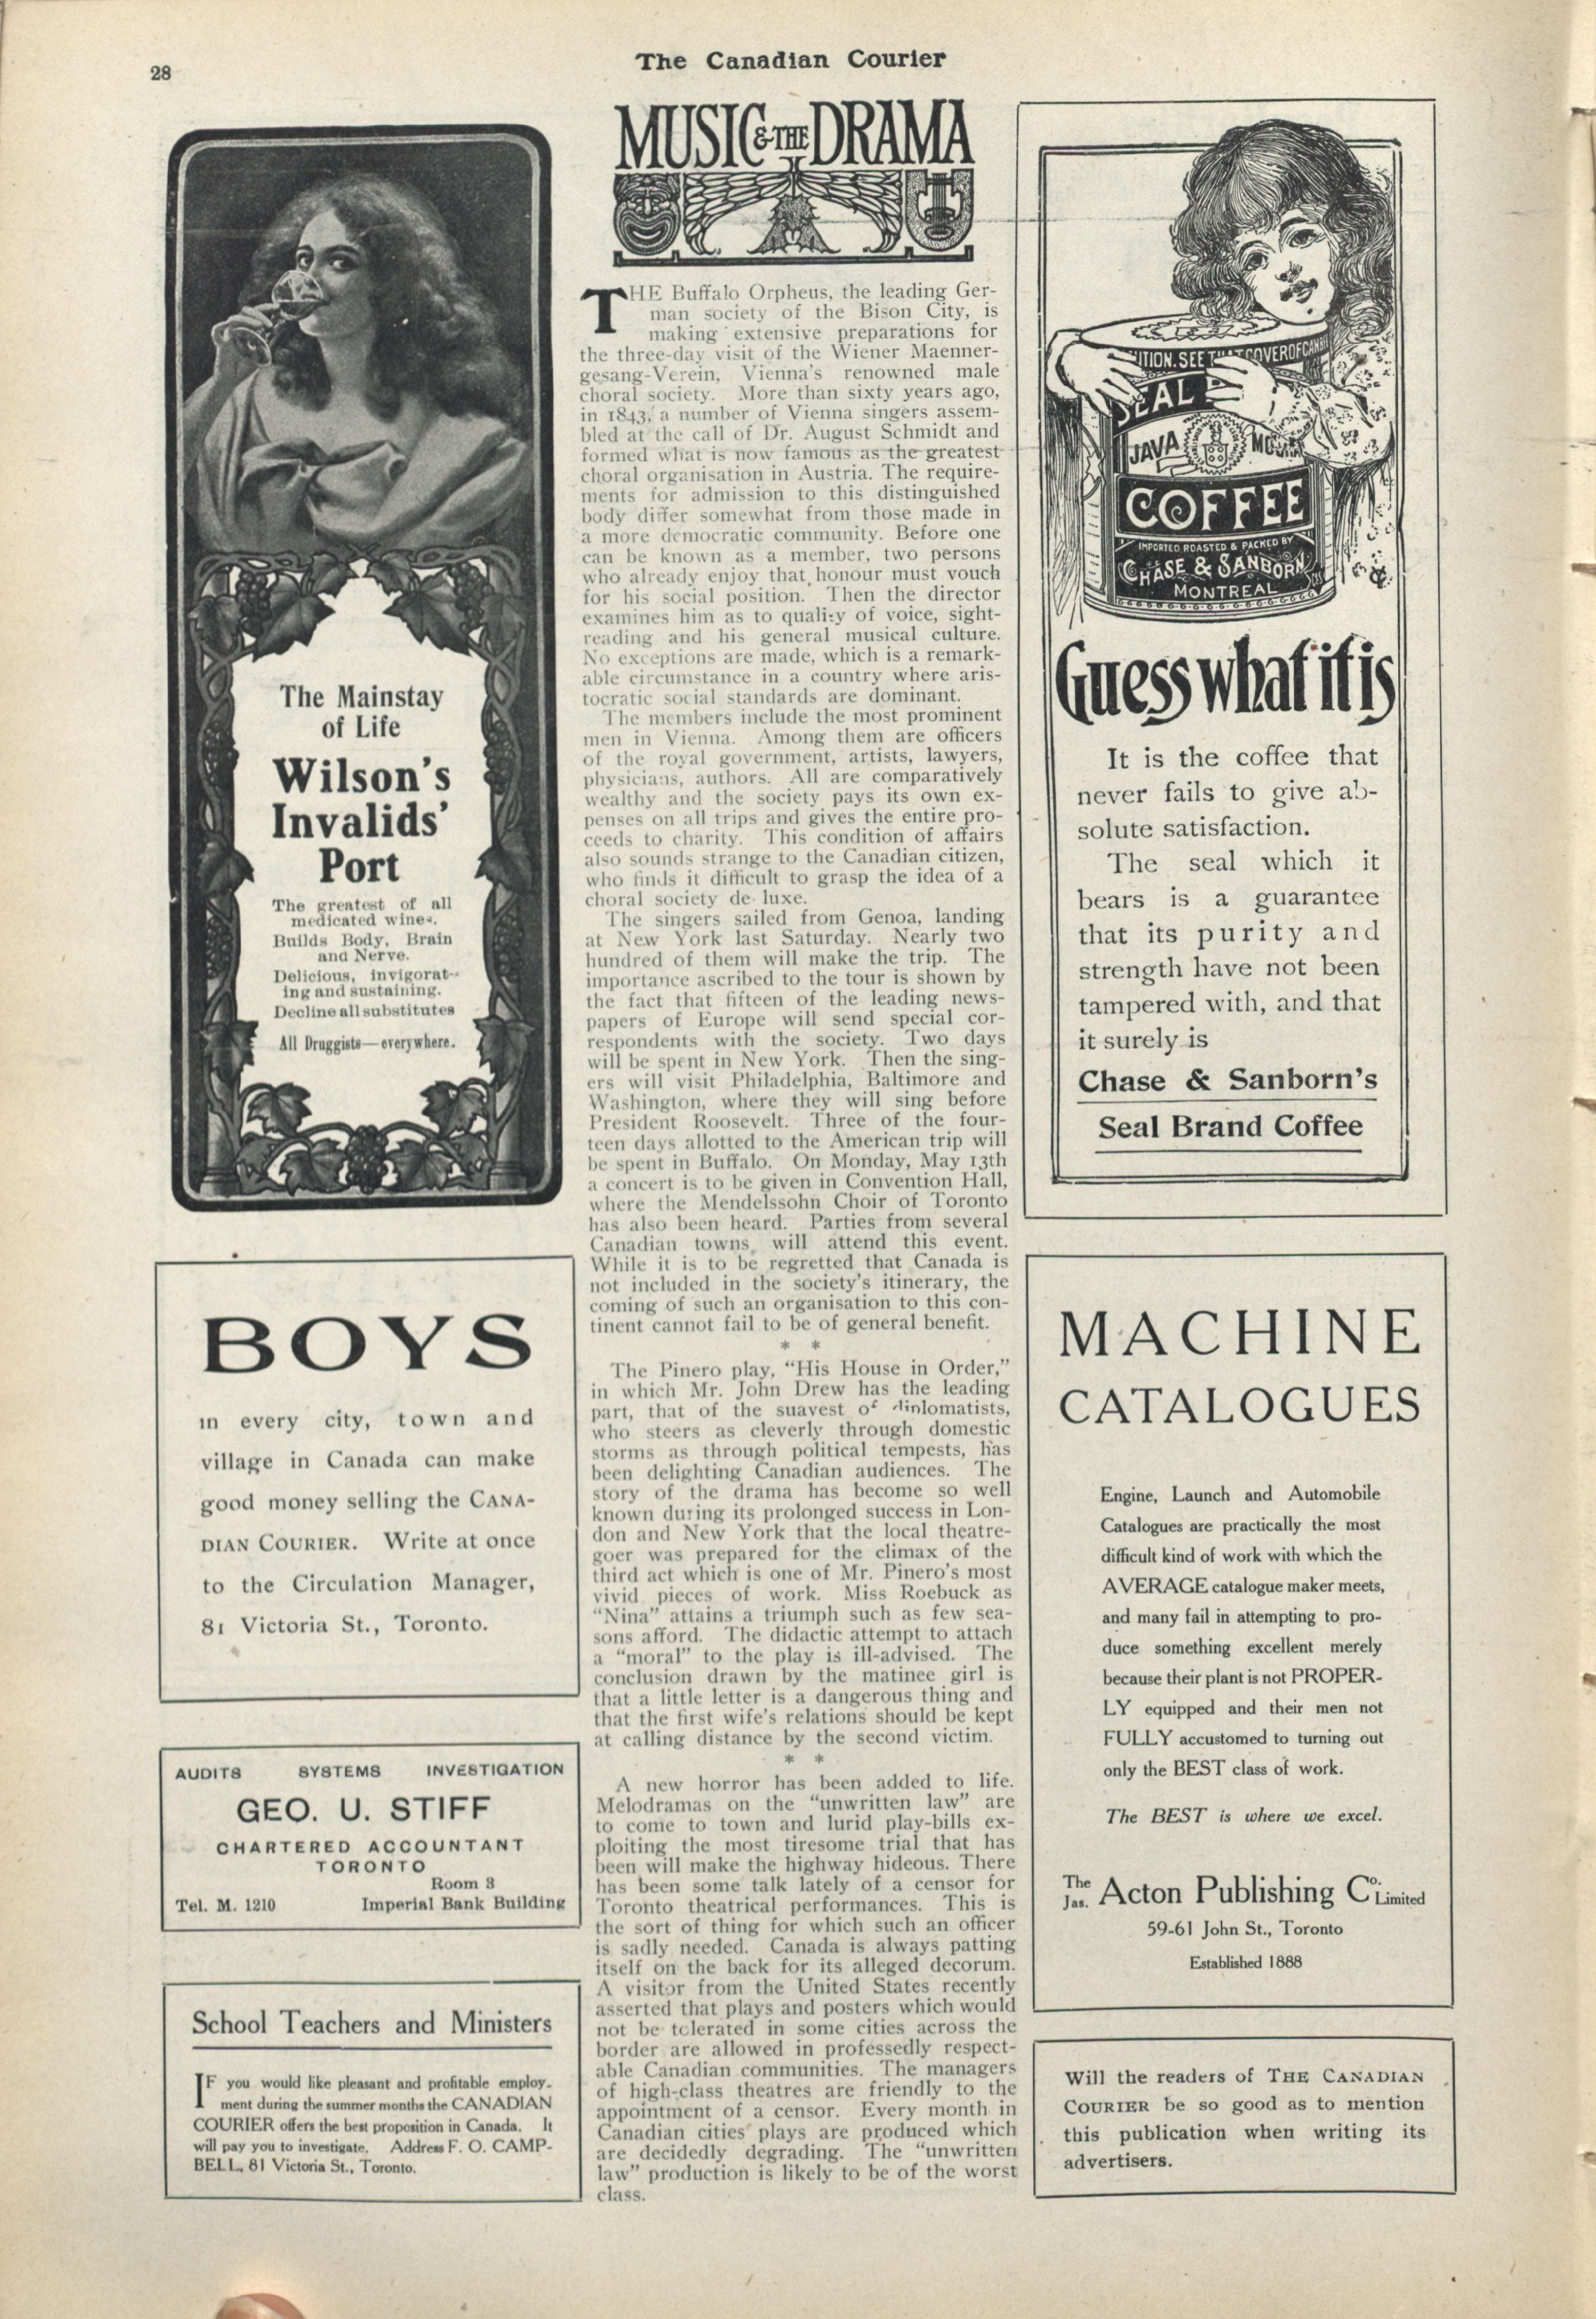 28
The Canadian Courier
The Mainstay
of Life
Wilson's
Invalids'
Port
The greatest of all
medicated wines.
Builds Body, Brain
and Nerve.
Delicious, invigorat-
ing and sustaining.
Decline all substitutes
All Druggists—everywhere.
BOYS
in every city, town and
village in Canada can make
good money selling the CANA-
DIAN COURIER. Write at once
to the Circulation Manager,
81 Victoria St., Toronto.
AUDITS SYSTEMS INVESTIGATION
GEO. U. STIFF
CHARTERED ACCOUNTANT
TORONTO
Room 3
Tel. M. 1210 Imperial Bank Building
School Teachers and Ministers
IF you would like pleasant and profitable employ-
ment during the summer months the CANADIAN
COURIER offers the best proposition in Canada. It
will pay you to investigate. Address F. O. CAMP-
BELL, 81 Victoria St., Toronto.
MUSIC & THE DRAMA
THE Buffalo Orpheus, the leading Ger-
man society of the Bison City, is
making extensive preparations for
the three-day visit of the Wiener Maenner-
gesang-Verein, Vienna's renowned male
choral society. More than sixty years ago,
in 1843, a number of Vienna singers assem-
bled at the call of Dr. August Schmidt and
formed what is now famous as the greatest
choral organisation in Austria. The require-
ments for admission to this distinguished
body differ somewhat from those made in
a more democratic community. Before one
can be known as a member, two persons
who already enjoy that honour must vouch
for his social position. Then the director
examines him as to quality of voice, sight-
reading and his general musical culture.
No exceptions are made, which is a remark-
able circumstance in a country where aris-
tocratic social standards are dominant.
The members include the most prominent
men in Vienna. Among them are officers
of the royal government, artists, lawyers,
physicians, authors. All are comparatively
wealthy and the society pays its own ex-
penses on all trips and gives the entire pro-
ceeds to charity. This condition of affairs
also sounds strange to the Canadian citizen,
who finds it difficult to grasp the idea of a
choral society de luxe.
The singers sailed from Genoa, landing
at New York last Saturday. Nearly two
hundred of them will make the trip. The
importance ascribed to the tour is shown by
the fact that fifteen of the leading news-
papers of Europe will send special cor-
respondents with the society. Two days
will be spent in New York. Then the sing-
ers will visit Philadelphia, Baltimore and
Washington, where they will sing before
President Roosevelt. Three of the four-
teen days allotted to the American trip will
be spent in Buffalo. On Monday, May 13th
a concert is to be given in Convention Hall,
where the Mendelssohn Choir of Toronto
has also been heard. Parties from several
Canadian towns will attend this event.
While it is to be regretted that Canada is
not included in the society's itinerary, the
coming of such an organisation to this con-
tinent cannot fail to be of general benefit.
* *
The Pinero play, "His House in Order,"
in which Mr. John Drew has the leading
part, that of the suavest of diplomatists,
who steers as cleverly through domestic
storms as through political tempests, has
been delighting Canadian audiences. The
story of the drama has become so well
known during its prolonged success in Lon-
don and New York that the local theatre-
goer was prepared for the climax of the
third act which is one of Mr. Pinero's most
vivid pieces of work. Miss Roebuck as
"Nina" attains a triumph such as few sea-
sons afford. The didactic attempt to attach
a "moral" to the play is ill-advised. The
conclusion drawn by the matinee girl is
that a little letter is a dangerous thing and
that the first wife's relations should be kept
at calling distance by the second victim.
* *
A new horror has been added to life.
Melodramas on the "unwritten law" are
to come to town and lurid play-bills ex-
ploiting the most tiresome trial that has
been will make the highway hideous. There
has been some talk lately of a censor for
Toronto theatrical performances. This is
the sort of thing for which such an officer
is sadly needed. Canada is always patting
itself on the back for its alleged decorum.
A visitor from the United States recently
asserted that plays and posters which would
not be tolerated in some cities across the
border are allowed in professedly respect-
able Canadian communities. The managers
of high-class theatres are friendly to the
appointment of a censor. Every month in
Canadian cities plays are produced which
are decidedly degrading. The "unwritten
law" production is likely to be of the worst
class.
SEE COVER OF CAN
SEAL
JAVA
COFFEE
IMPORTED ROASTED & PACKED BY
CHASE & SANBORN
MONTREAL
Guess what it is
It is the coffee that
never fails to give ab-
solute satisfaction.
The seal which it
bears is a guarantee
that its purity and
strength have not been
tampered with, and that
it surely is
Chase & Sanborn's
Seal Brand Coffee
MACHINE
CATALOGUES
Engine, Launch and Automobile
Catalogues are practically the most
difficult kind of work with which the
AVERAGE catalogue maker meets,
and many fail in attempting to pro-
duce something excellent merely
because their plant is not PROPER-
LY equipped and their men not
FULLY accustomed to turning out
only the BEST class of work.
The BEST is where we excel.
The Jas. Acton Publishing Co. Limited
59-61 John St., Toronto
Established 1888
Will the readers of THE CANADIAN
COURIER be so good as to mention
this publication when writing its
advertisers.